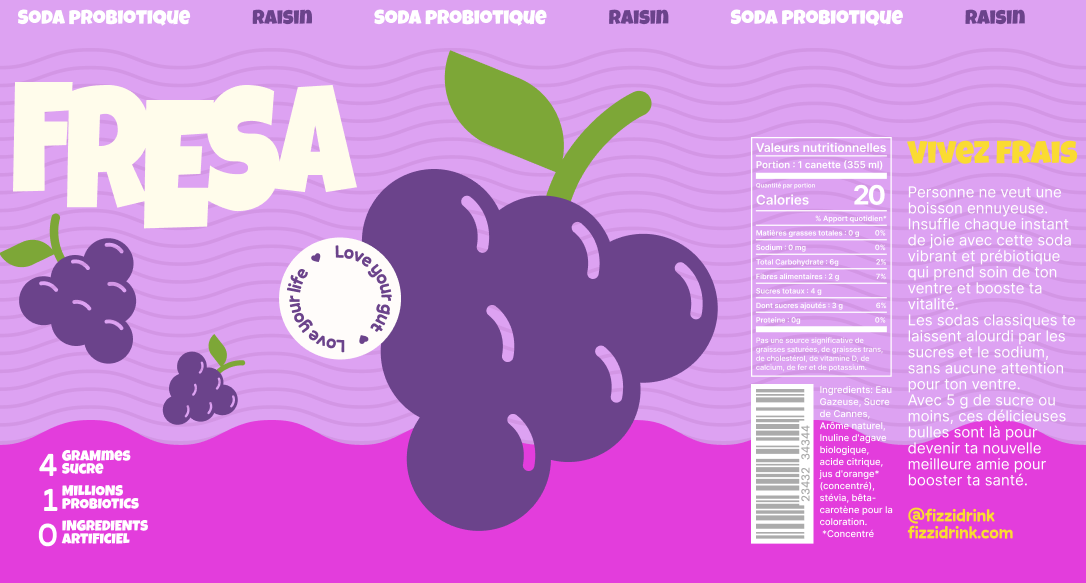 SODA PROBIOTIQUE RAISIN SODA PROBIOTIQUE RAISIN SODA PROBIOTIQUE RAISIN
FRESA
Love your gut ♥ Love your life ♥
4 GRAMMES
SUCRE
1 MILLIONS
PROBIOTICS
0 INGREDIENTS
ARTIFICIEL
Valeurs nutritionnelles
Portion : 1 canette (355 ml)
Quantité par portion
Calories 20
% Apport quotidien*
Matières grasses totales : 0 g 0%
Sodium : 0 mg 0%
Total Carbohydrate : 6g 2%
Fibres alimentaires : 2 g 7%
Sucres totaux : 4 g
Dont sucres ajoutés : 3 g 6%
Protéine : 0g 0%
Pas une source significative de
graisses saturées, de graisses trans,
de cholestérol, de vitamine D, de
calcium, de fer et de potassium.
23432 34344
Ingredients: Eau
Gazeuse, Sucre
de Cannes,
Arôme naturel,
Inuline d'agave
biologique,
acide citrique,
jus d'orange*
(concentré),
stévia, bêta-
carotène pour la
coloration.
*Concentré
VIVEZ FRAIS
Personne ne veut une
boisson ennuyeuse.
Insuffle chaque instant
de joie avec cette soda
vibrant et prébiotique
qui prend soin de ton
ventre et booste ta
vitalité.
Les sodas classiques te
laissent alourdi par les
sucres et le sodium,
sans aucune attention
pour ton ventre.
Avec 5 g de sucre ou
moins, ces délicieuses
bulles sont là pour
devenir ta nouvelle
meilleure amie pour
booster ta santé.
@fizzidrink
fizzidrink.com